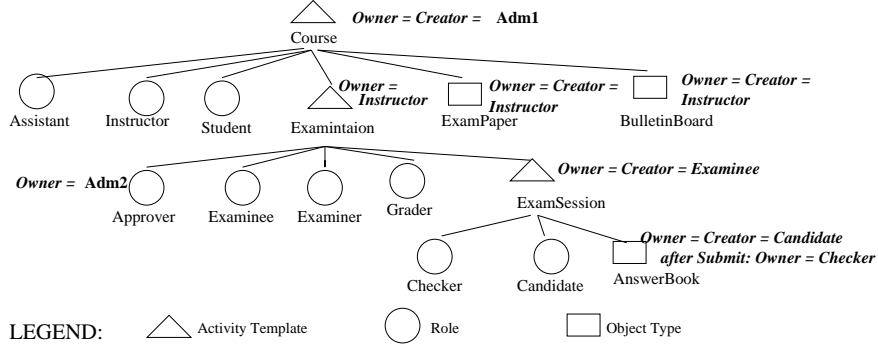 Owner = Creator = Adm1
Course
Owner =
Instructor
Owner = Creator =
Instructor
Owner = Creator =
Instructor
Assistant
Instructor
Student
Examintaion
ExamPaper
BulletinBoard
Owner = Adm2
Owner = Creator = Examinee
Approver
Examinee
Examiner
Grader
ExamSession
Owner = Creator = Candidate
after Submit: Owner = Checker
Checker
Candidate
AnswerBook
LEGEND:
Activity Template
Role
Object Type